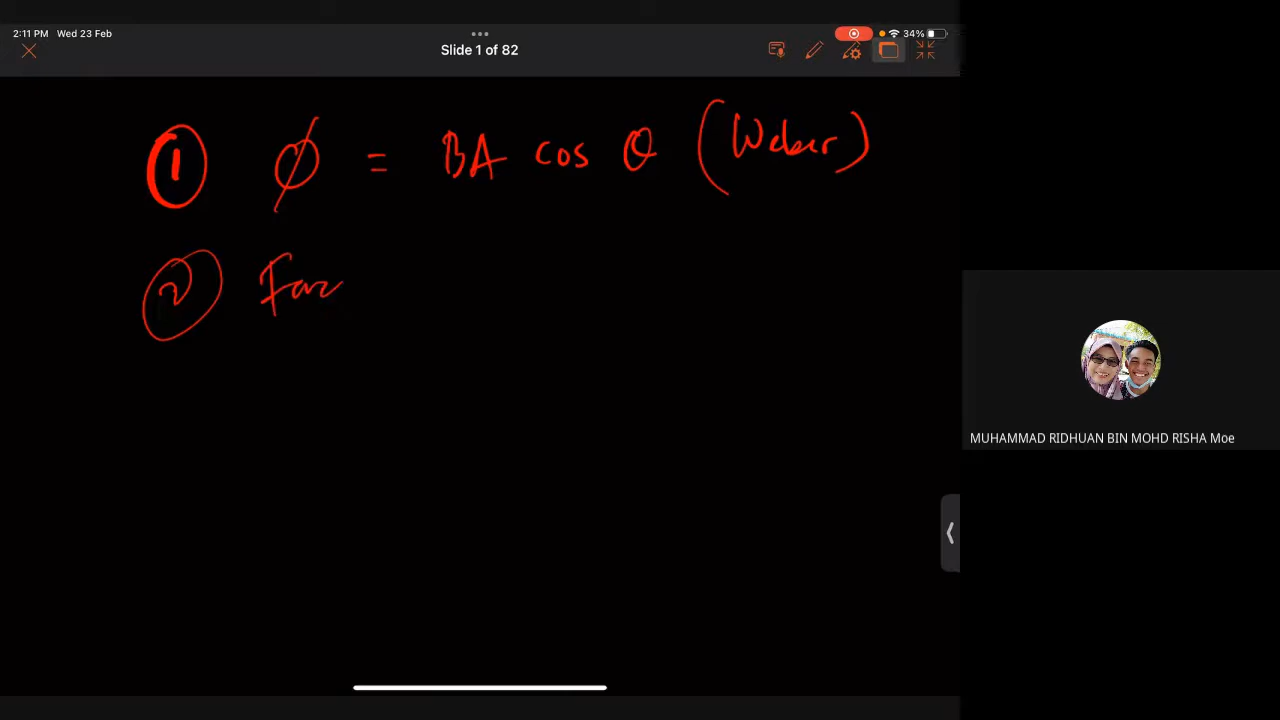 2:11 PM Wed 23 Feb
34%
Slide 1 of 82
① ϕ = BA cos θ (Weber)
② Far
MUHAMMAD RIDHUAN BIN MOHD RISHA Moe